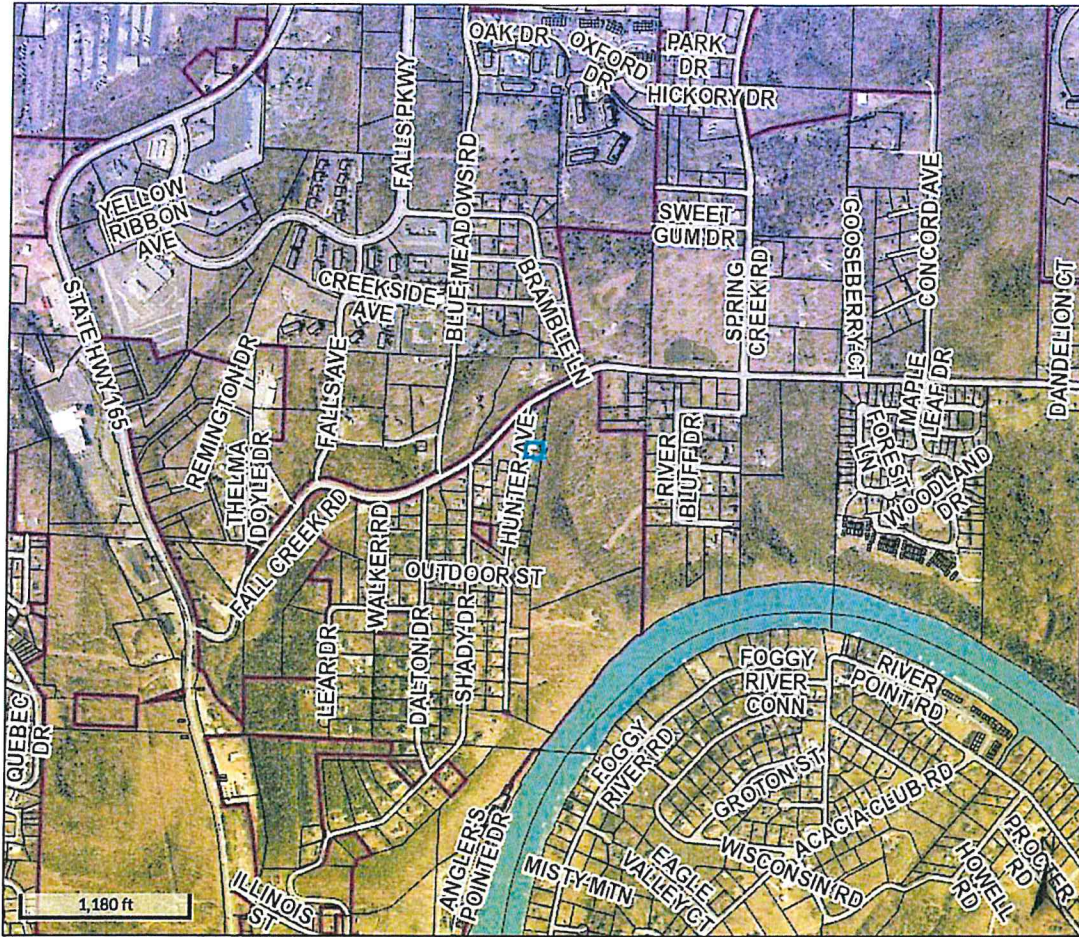 OAK DR
OXFORD
DR
PARK
DR
HICKORY DR
FALLS PKWY
BLUE MEADOWS RD
YELLOW
RIBBON
AVE
SWEET
GUM DR
SPRING
CREEK RD
GOOSEBERRY CT
CONCORD AVE
DANDELION CT
STATE HWY 165
CREEKSIDE
AVE
BRAMBLE LN
REMINGTON DR
THELMA
DOYLE DR
FALLS AVE
HUNTER AVE
RIVER
BLUFF DR
MAPLE
LEAF DR
FOREST
LN
WOODLAND
DR
FALL CREEK RD
WALKER RD
OUTDOOR ST
LEAR DR
DALTON DR
SHADY DR
QUEBEC
DR
FOGGY
RIVER
CONN
RIVER
POINT RD
FOGGY
RIVER RD
GROTON ST
ACACIA CLUB RD
WISCONSIN RD
EAGLE
VALLEY CT
MISTY MTN
ANGLER'S
POINTE DR
ILLINOIS
ST
HOWELL
RD
RD
1,180 ft